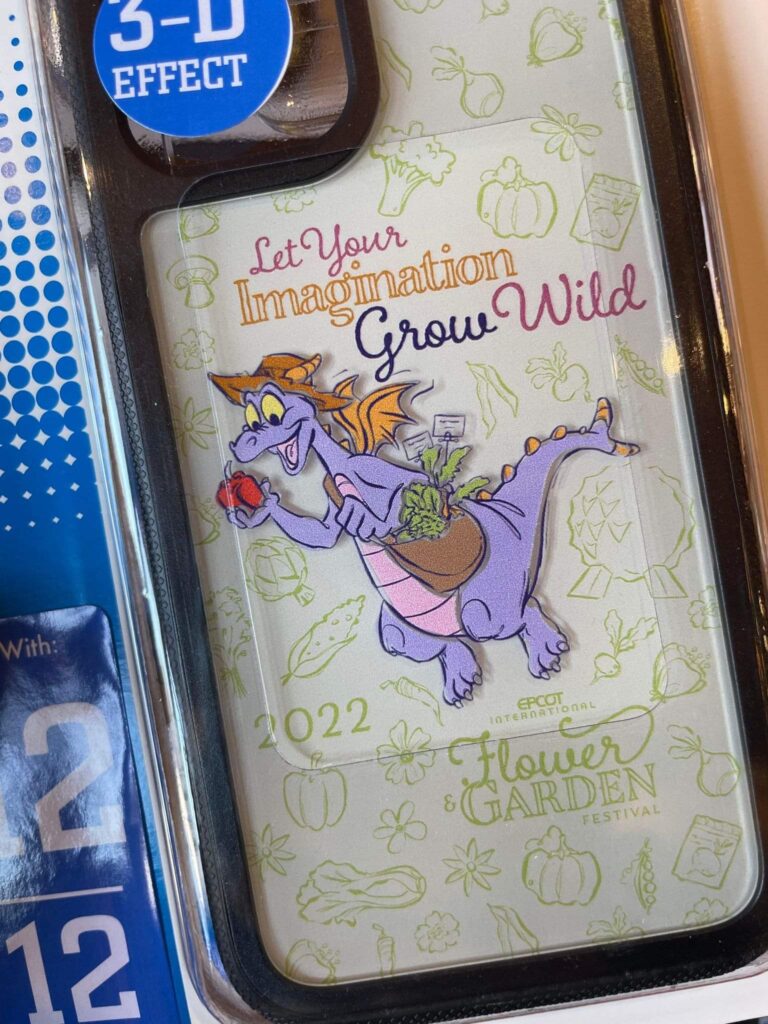 3-D
EFFECT
Let Your
Imagination
Grow Wild
2022
EPCOT
INTERNATIONAL
Flower
& GARDEN
FESTIVAL
With:
12
12